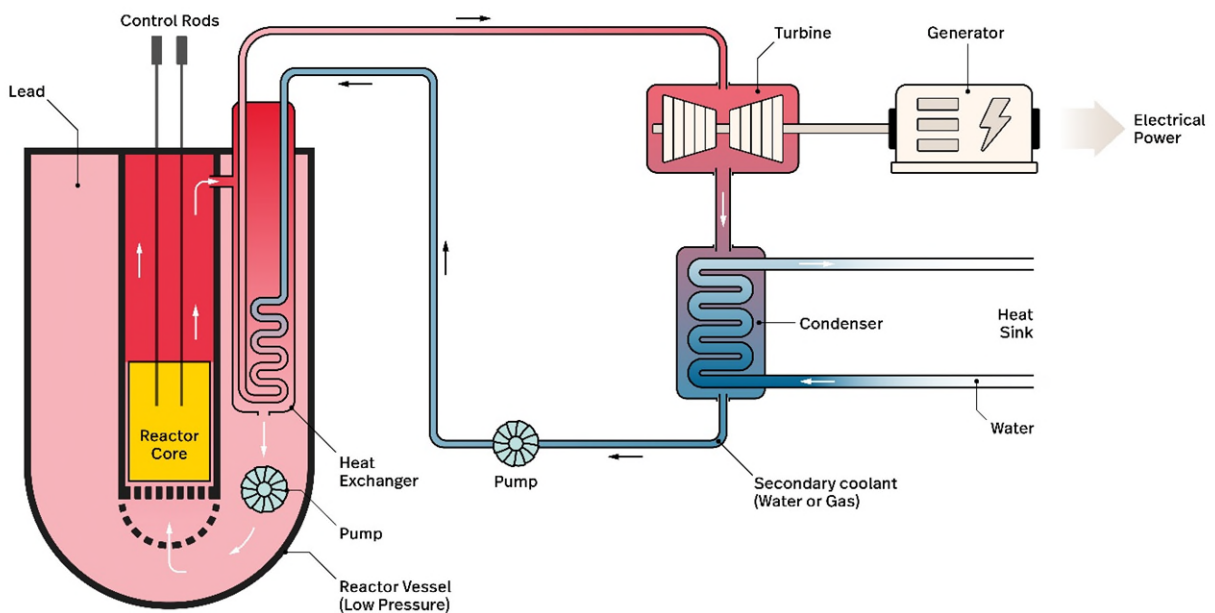 Control Rods
Turbine
Generator
Lead
Electrical
Power
Reactor
Core
Heat
Exchanger
Pump
Condenser
Heat
Sink
Water
Pump
Secondary coolant
(Water or Gas)
Reactor Vessel
(Low Pressure)